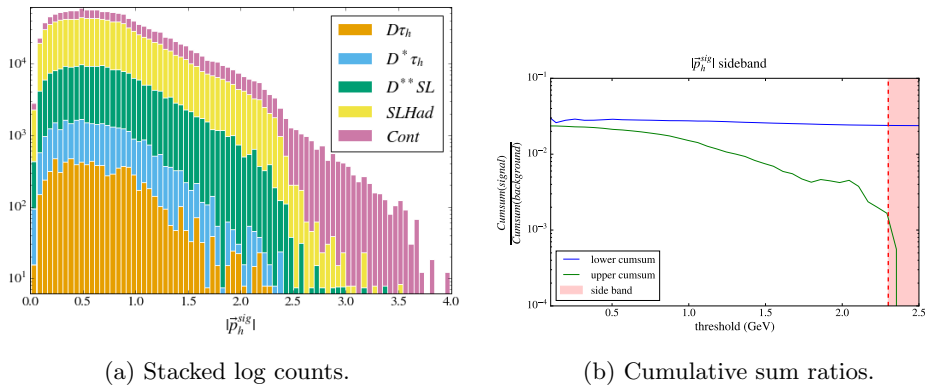 Dτ_h
D* τ_h
D** SL
SLHad
Cont
10^4
10^3
10^2
10^1
0.0 0.5 1.0 1.5 2.0 2.5 3.0 3.5 4.0
|p⃗_h^{sig}|
(a) Stacked log counts.
|p⃗_h^{sig}| sideband
10^{-1}
10^{-2}
10^{-3}
10^{-4}
Cumsum(signal)
Cumsum(background)
lower cumsum
upper cumsum
side band
0.5 1.0 1.5 2.0 2.5
threshold (GeV)
(b) Cumulative sum ratios.